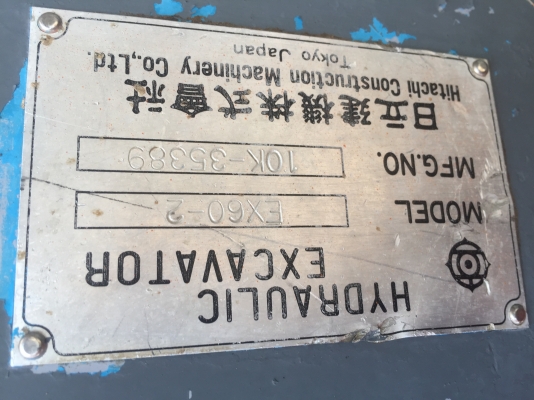 HYDRAULIC
EXCAVATOR
MODEL EX60-2
MFG.NO. 10K-35389
日立建機株式會社
Hitachi Construction Machinery Co.,Ltd.
Tokyo Japan